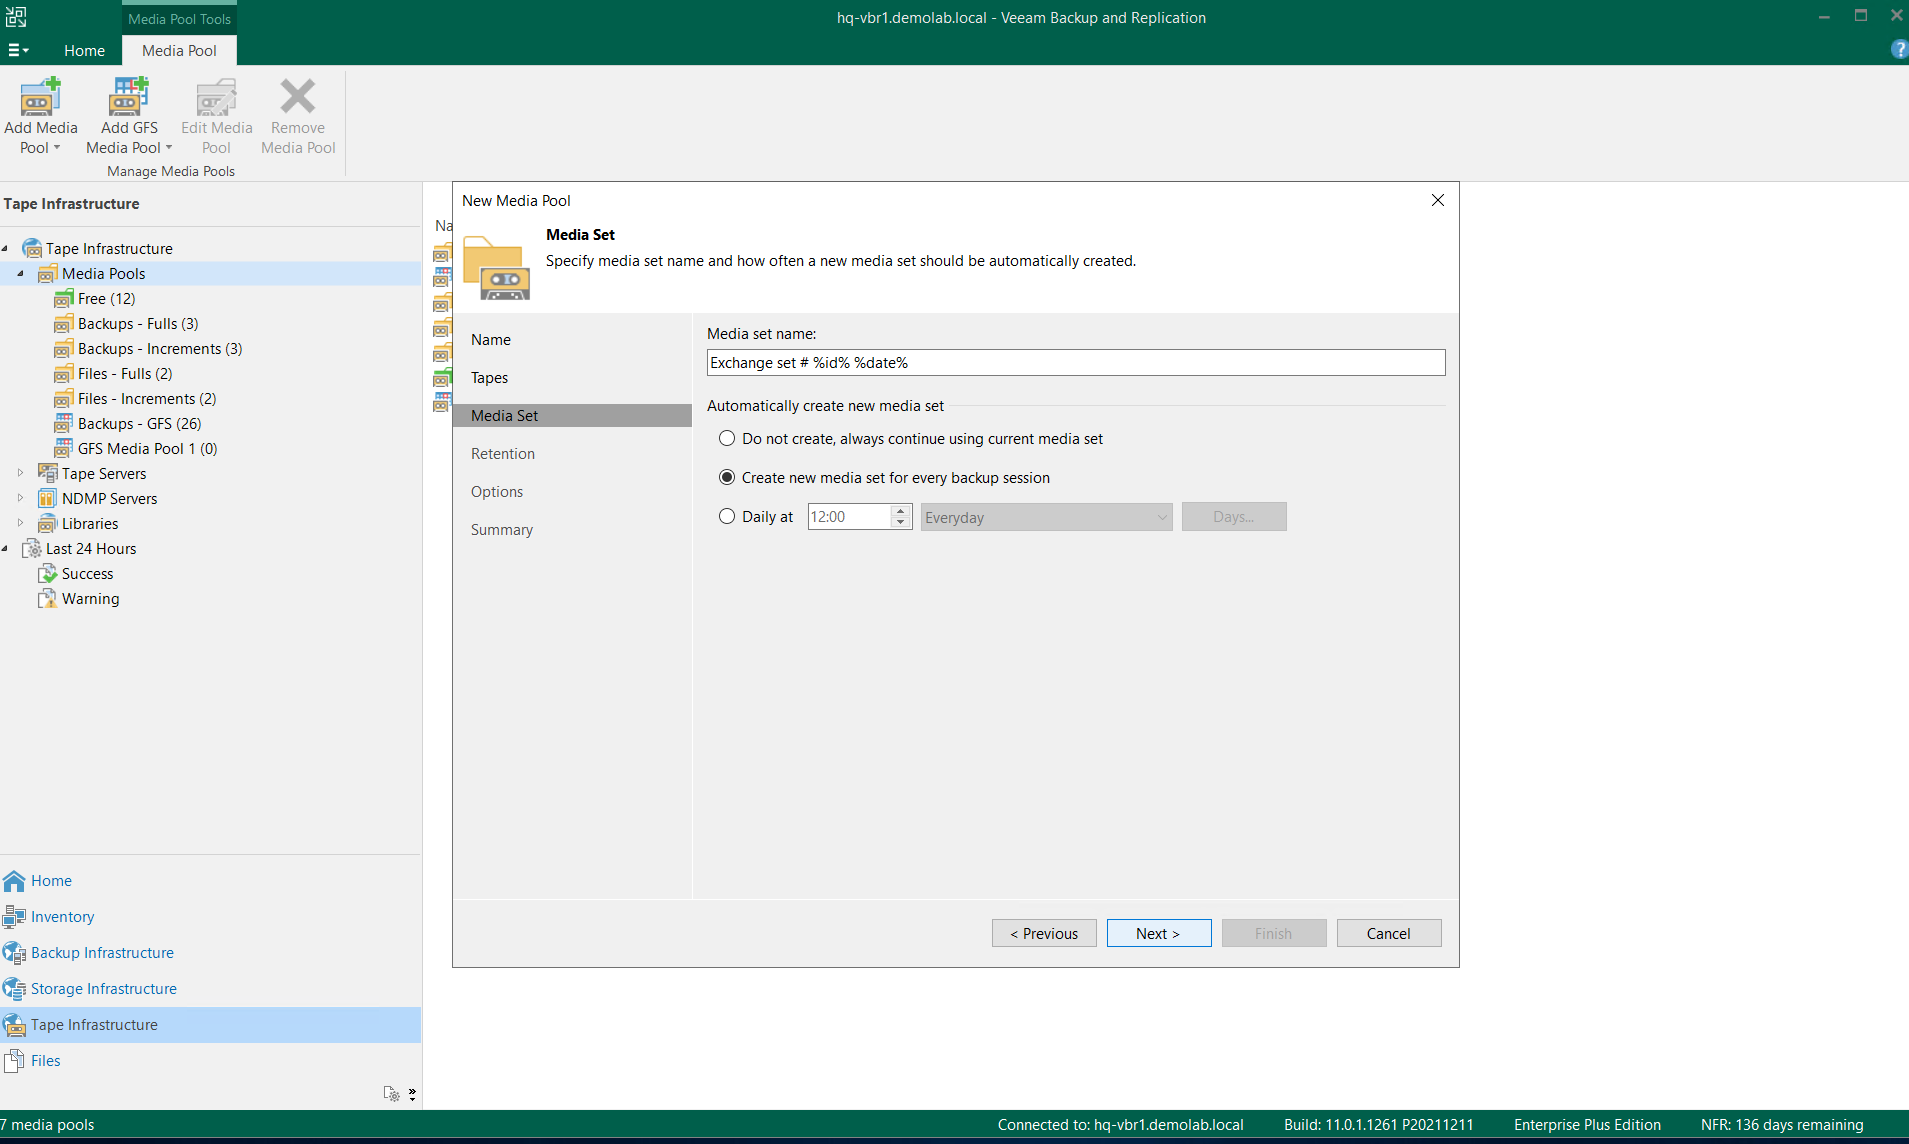 Media Pool Tools
hq-vbr1.demolab.local - Veeam Backup and Replication
Home
Media Pool
Add Media Pool
Add GFS Media Pool
Edit Media Pool
Remove Media Pool
Manage Media Pools
Tape Infrastructure
Tape Infrastructure
Media Pools
Free (12)
Backups - Fulls (3)
Backups - Increments (3)
Files - Fulls (2)
Files - Increments (2)
Backups - GFS (26)
GFS Media Pool 1 (0)
Tape Servers
NDMP Servers
Libraries
Last 24 Hours
Success
Warning
Home
Inventory
Backup Infrastructure
Storage Infrastructure
Tape Infrastructure
Files
New Media Pool
Media Set
Specify media set name and how often a new media set should be automatically created.
Name
Tapes
Media Set
Retention
Options
Summary
Media set name:
Exchange set # %id% %date%
Automatically create new media set
Do not create, always continue using current media set
Create new media set for every backup session
Daily at 12:00 Everyday Days...
< Previous Next > Finish Cancel
7 media pools
Connected to: hq-vbr1.demolab.local Build: 11.0.1.1261 P20211211 Enterprise Plus Edition NFR: 136 days remaining